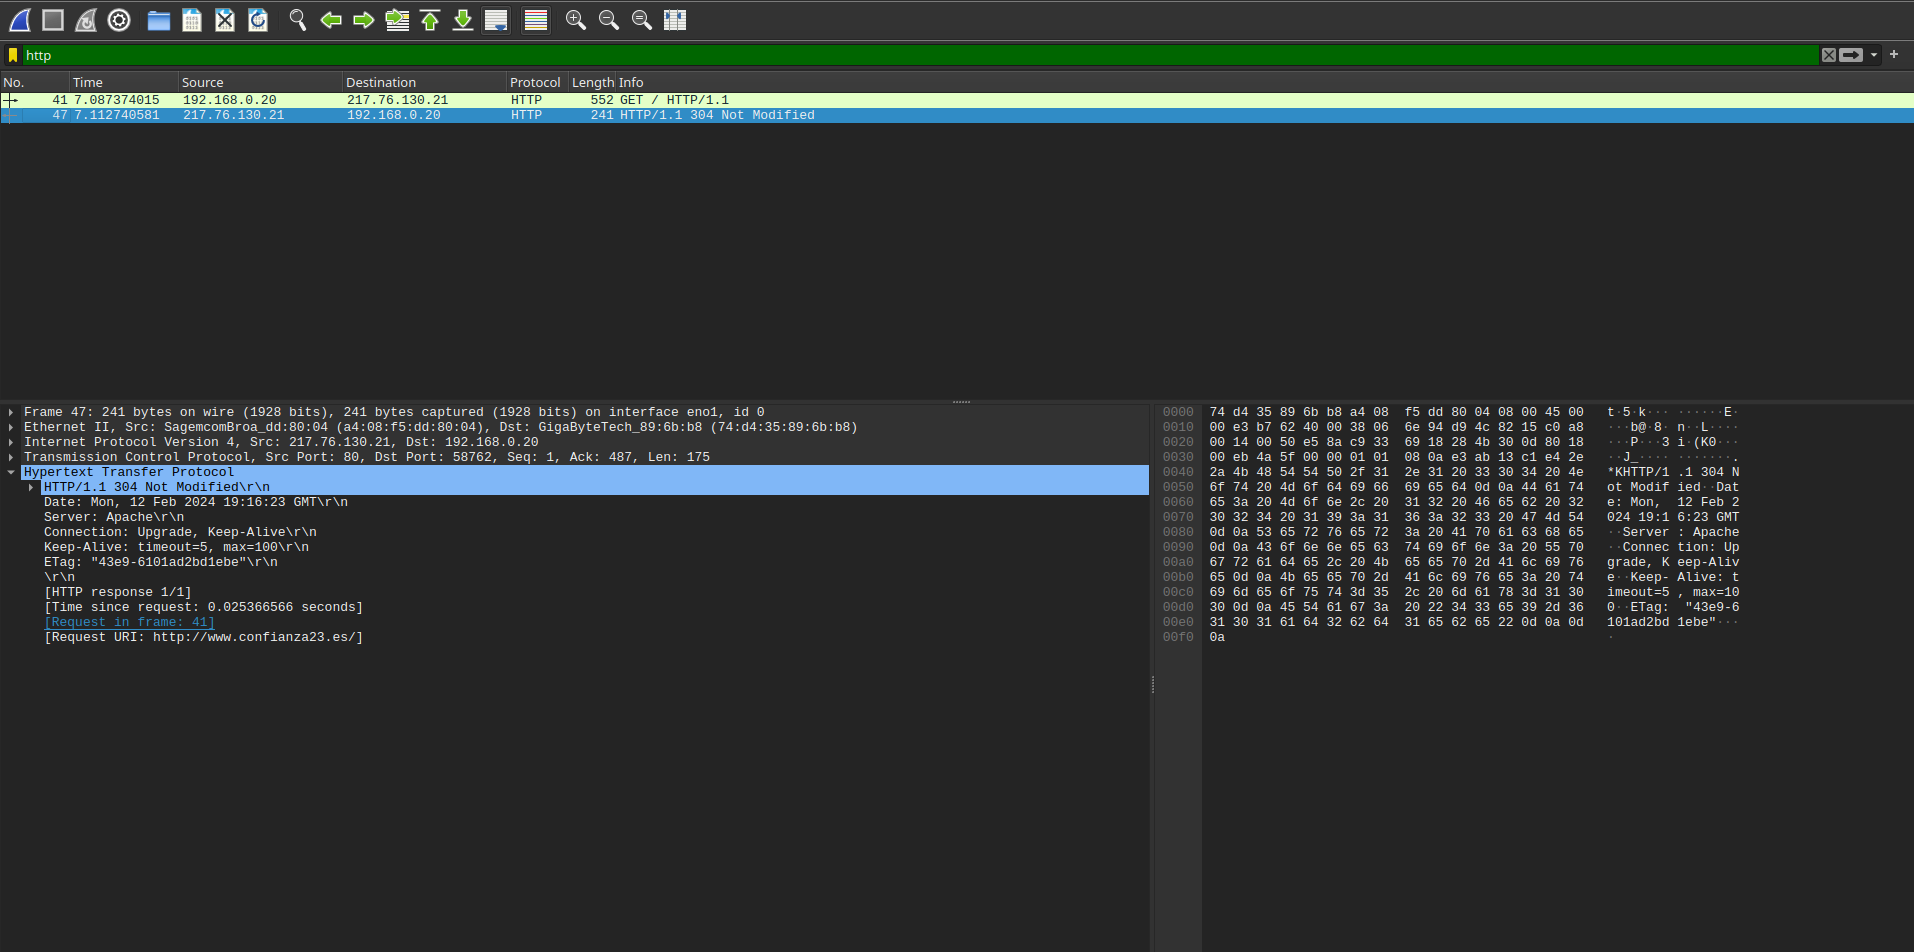 http
No. Time Source Destination Protocol Length Info
41 7.087374015 192.168.0.20 217.76.130.21 HTTP 552 GET / HTTP/1.1
47 7.112740581 217.76.130.21 192.168.0.20 HTTP 241 HTTP/1.1 304 Not Modified
Frame 47: 241 bytes on wire (1928 bits), 241 bytes captured (1928 bits) on interface eno1, id 0
Ethernet II, Src: SagemcomBroa_dd:80:04 (a4:08:f5:dd:80:04), Dst: GigaByteTech_89:6b:b8 (74:d4:35:89:6b:b8)
Internet Protocol Version 4, Src: 217.76.130.21, Dst: 192.168.0.20
Transmission Control Protocol, Src Port: 80, Dst Port: 58762, Seq: 1, Ack: 487, Len: 175
Hypertext Transfer Protocol
HTTP/1.1 304 Not Modified\r\n
Date: Mon, 12 Feb 2024 19:16:23 GMT\r\n
Server: Apache\r\n
Connection: Upgrade, Keep-Alive\r\n
Keep-Alive: timeout=5, max=100\r\n
ETag: "43e9-6101ad2bd1ebe"\r\n
\r\n
[HTTP response 1/1]
[Time since request: 0.025366566 seconds]
[Request in frame: 41]
[Request URI: http://www.confianza23.es/]
0000 74 d4 35 89 6b b8 a4 08 f5 dd 80 04 08 00 45 00 t·5·k··· ······E·
0010 00 e3 b7 62 40 00 38 06 6e 94 d9 4c 82 15 c0 a8 ···b@·8· n··L····
0020 00 14 00 50 e5 8a c9 33 69 18 28 4b 30 0d 80 18 ···P···3 i·(K0···
0030 00 eb 4a 5f 00 00 01 01 08 0a e3 ab 13 c1 e4 2e ··J_···· ·······.
0040 2a 4b 48 54 54 50 2f 31 2e 31 20 33 30 34 20 4e *KHTTP/1 .1 304 N
0050 6f 74 20 4d 6f 64 69 66 69 65 64 0d 0a 44 61 74 ot Modif ied··Dat
0060 65 3a 20 4d 6f 6e 2c 20 31 32 20 46 65 62 20 32 e: Mon, 12 Feb 2
0070 30 32 34 20 31 39 3a 31 36 3a 32 33 20 47 4d 54 024 19:1 6:23 GMT
0080 0d 0a 53 65 72 76 65 72 3a 20 41 70 61 63 68 65 ··Server : Apache
0090 0d 0a 43 6f 6e 6e 65 63 74 69 6f 6e 3a 20 55 70 ··Connec tion: Up
00a0 67 72 61 64 65 2c 20 4b 65 65 70 2d 41 6c 69 76 grade, K eep-Aliv
00b0 65 0d 0a 4b 65 65 70 2d 41 6c 69 76 65 3a 20 74 e··Keep- Alive: t
00c0 69 6d 65 6f 75 74 3d 35 2c 20 6d 61 78 3d 31 30 imeout=5 , max=10
00d0 30 0d 0a 45 54 61 67 3a 20 22 34 33 65 39 2d 36 0··ETag: "43e9-6
00e0 31 30 31 61 64 32 62 64 31 65 62 65 22 0d 0a 0d 101ad2bd 1ebe"···
00f0 0a ·